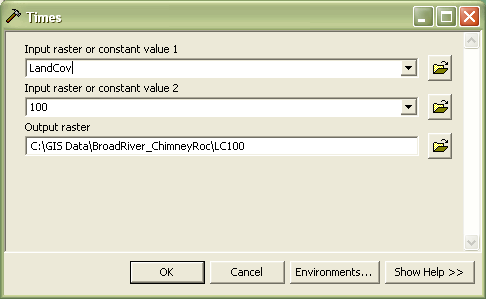 Times
Input raster or constant value 1
LandCov
Input raster or constant value 2
100
Output raster
C:\GIS Data\BroadRiver_ChimneyRoc\LC100
OK Cancel Environments... Show Help >>